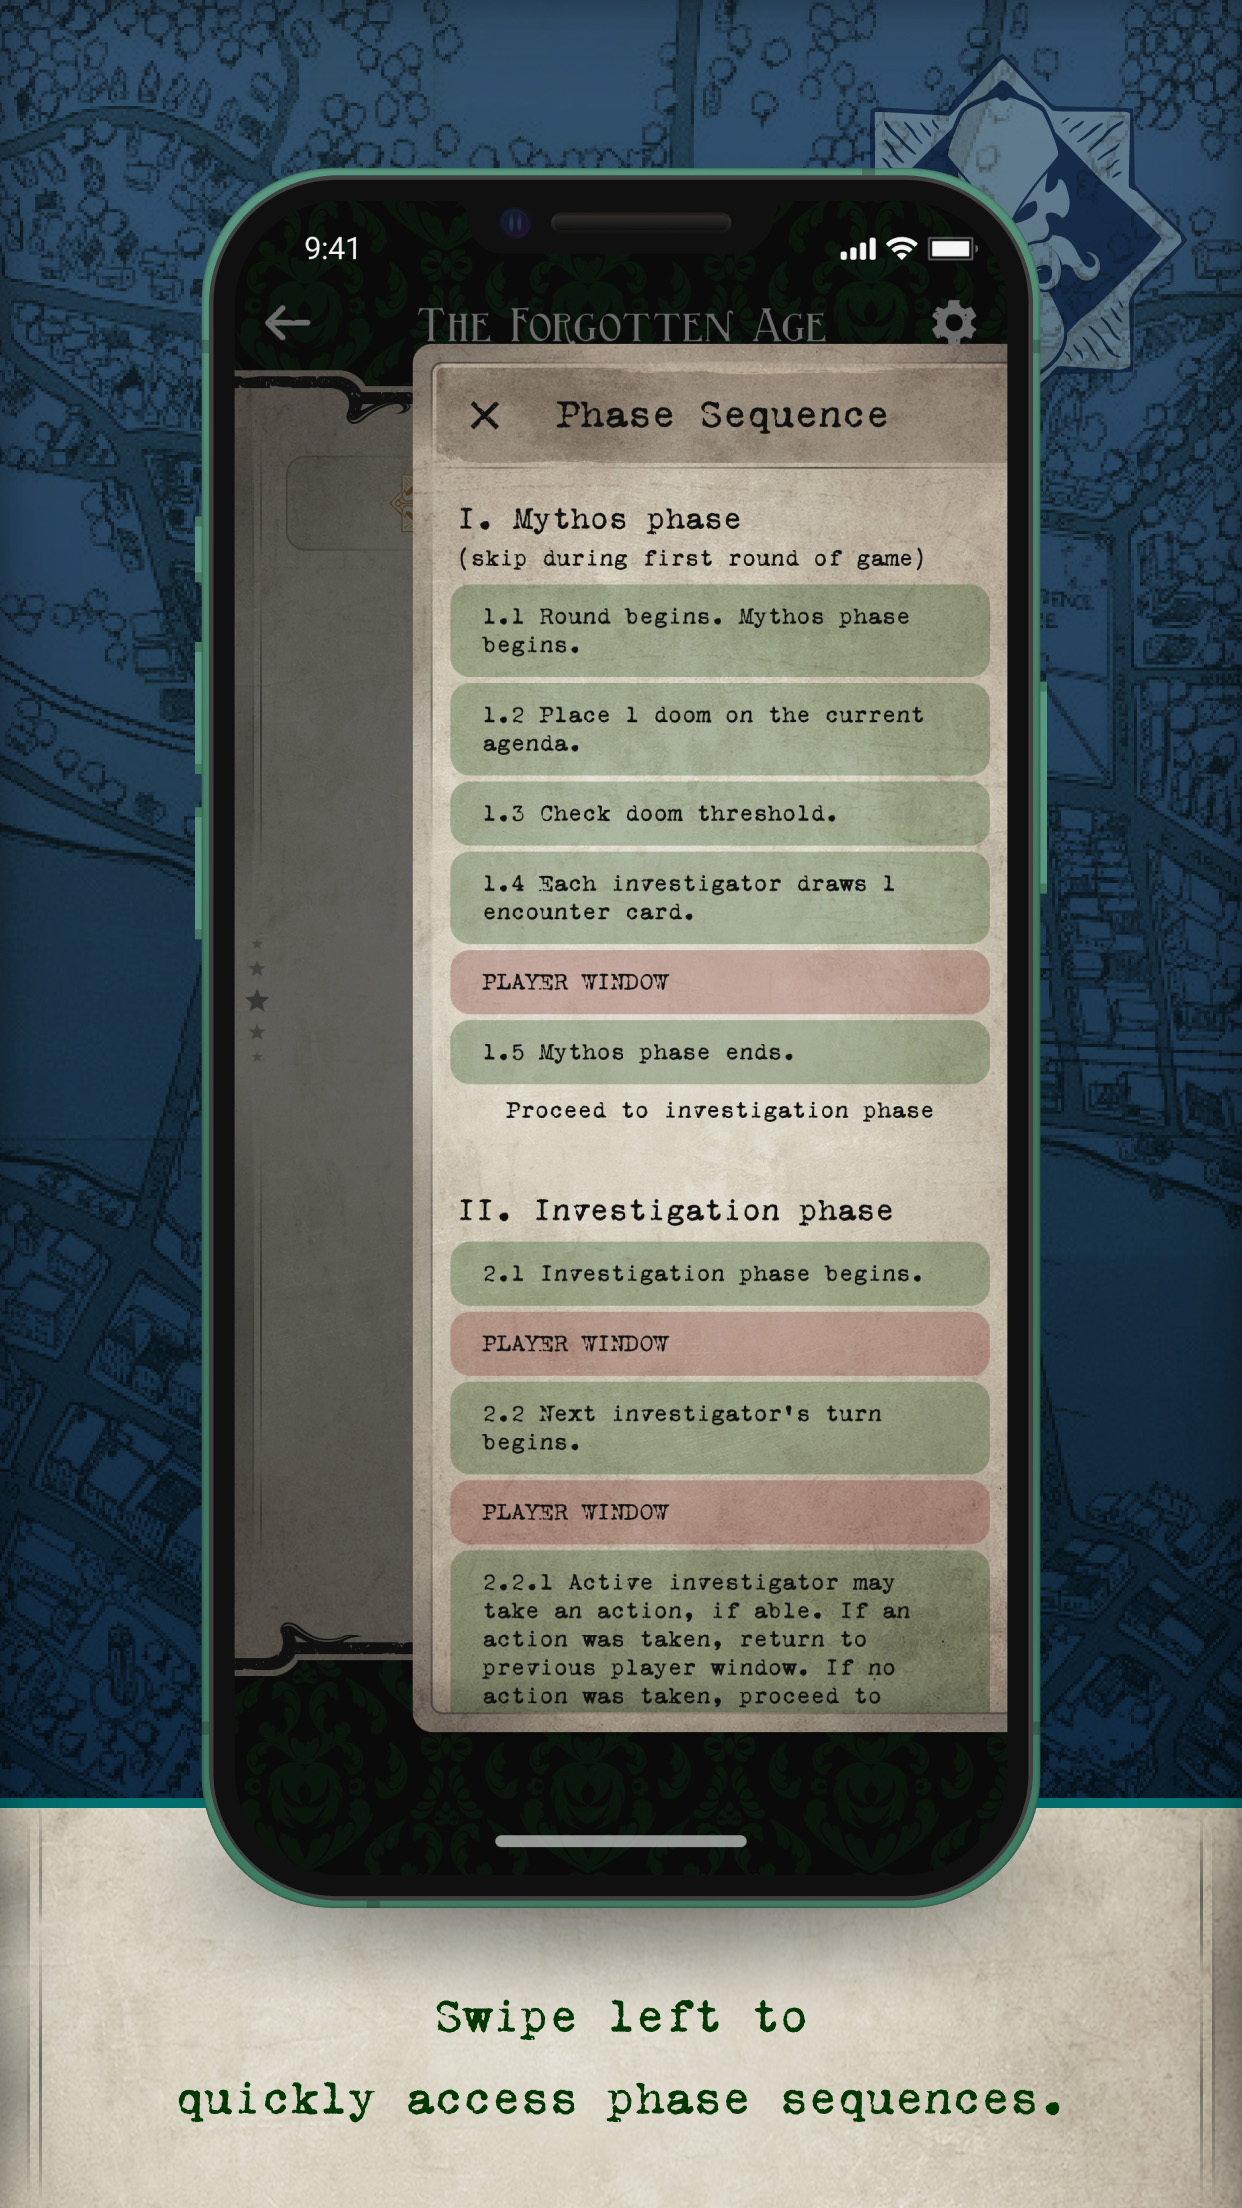 9:41
The Forgotten Age
Phase Sequence
I. Mythos phase
(skip during first round of game)
1.1 Round begins. Mythos phase
begins.
1.2 Place 1 doom on the current
agenda.
1.3 Check doom threshold.
1.4 Each investigator draws 1
encounter card.
PLAYER WINDOW
1.5 Mythos phase ends.
Proceed to investigation phase
II. Investigation phase
2.1 Investigation phase begins.
PLAYER WINDOW
2.2 Next investigator's turn
begins.
PLAYER WINDOW
2.2.1 Active investigator may
take an action, if able. If an
action was taken, return to
previous player window. If no
action was taken, proceed to
Swipe left to
quickly access phase sequences.